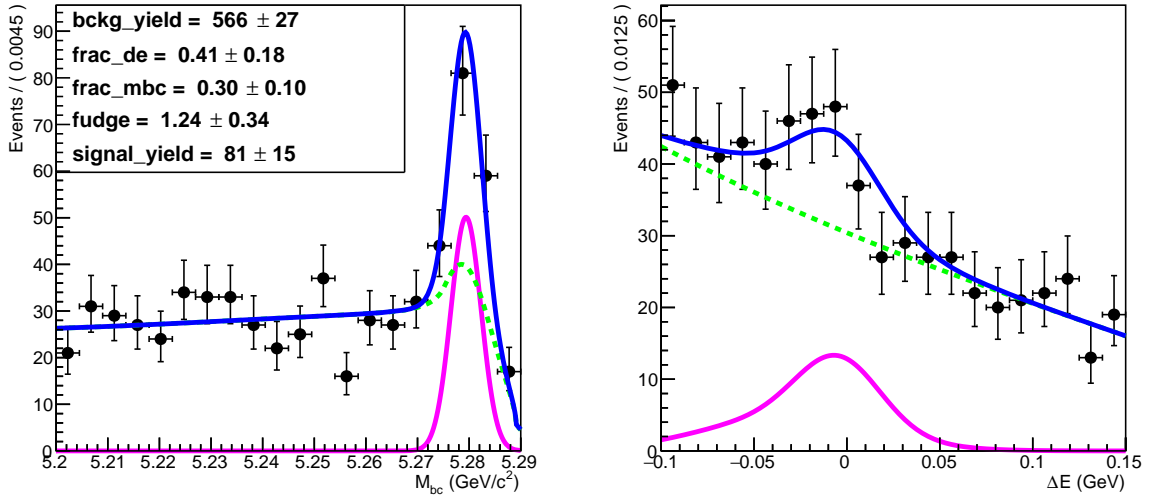 bckg_yield = 566 ± 27
frac_de = 0.41 ± 0.18
frac_mbc = 0.30 ± 0.10
fudge = 1.24 ± 0.34
signal_yield = 81 ± 15
Events / ( 0.0045)
90
80
70
60
50
40
30
20
10
0
5.2 5.21 5.22 5.23 5.24 5.25 5.26 5.27 5.28 5.29
M_bc (GeV/c²)
Events / ( 0.0125)
60
50
40
30
20
10
0
−0.1 −0.05 0 0.05 0.1 0.15
ΔE (GeV)